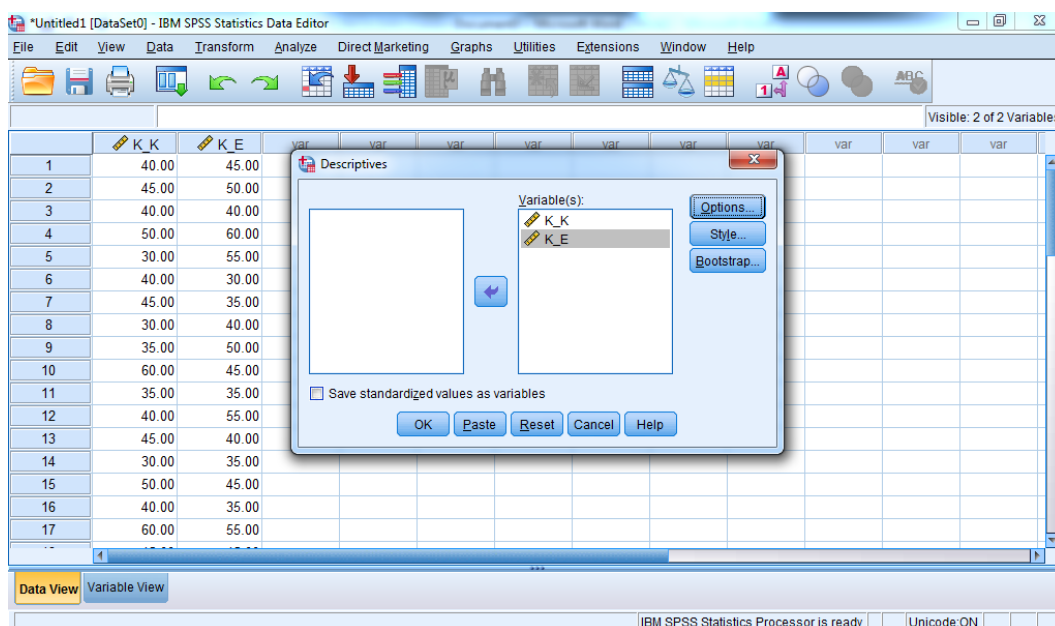 *Untitled1 [DataSet0] - IBM SPSS Statistics Data Editor
File Edit View Data Transform Analyze Direct Marketing Graphs Utilities Extensions Window Help
Visible: 2 of 2 Variables
K_K K_E var var var var var var var var var
Descriptives
1 40.00 45.00
2 45.00 50.00
3 40.00 40.00
4 50.00 60.00
5 30.00 55.00
6 40.00 30.00
7 45.00 35.00
8 30.00 40.00
9 35.00 50.00
10 60.00 45.00
11 35.00 35.00
12 40.00 55.00
13 45.00 40.00
14 30.00 35.00
15 50.00 45.00
16 40.00 35.00
17 60.00 55.00
Variable(s):
K_K
K_E
Options...
Style...
Bootstrap...
Save standardized values as variables
OK Paste Reset Cancel Help
Data View Variable View
IBM SPSS Statistics Processor is ready Unicode:ON